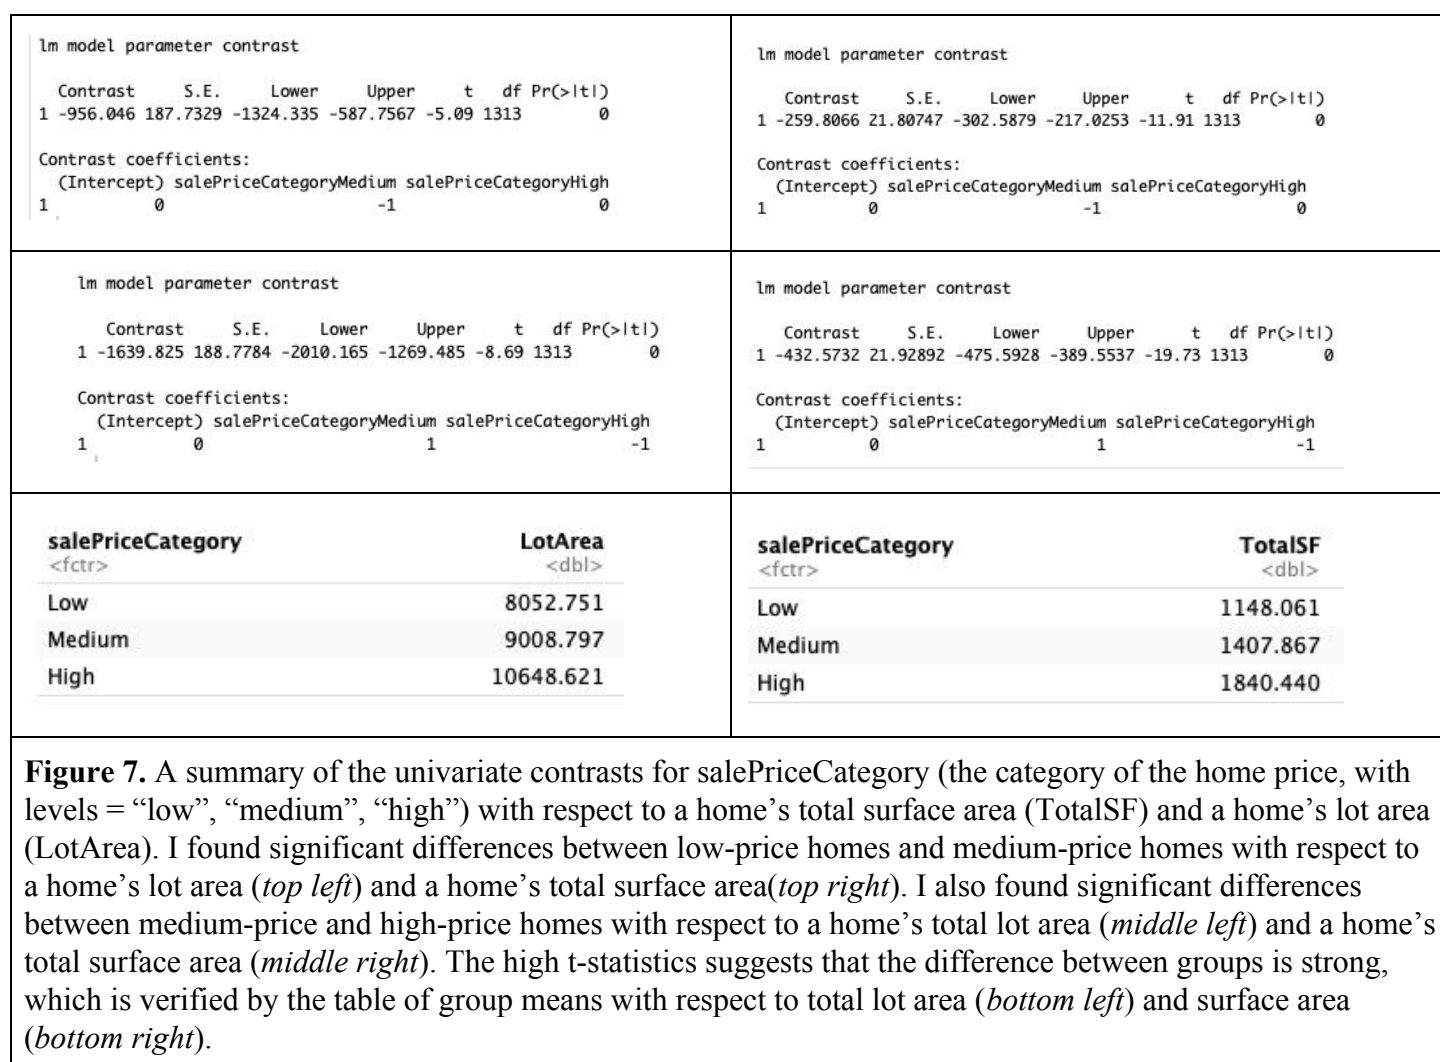 lm model parameter contrast
Contrast S.E. Lower Upper t df Pr(>|t|)
1 -956.046 187.7329 -1324.335 -587.7567 -5.09 1313 0
Contrast coefficients:
(Intercept) salePriceCategoryMedium salePriceCategoryHigh
1 0 -1 0
lm model parameter contrast
Contrast S.E. Lower Upper t df Pr(>|t|)
1 -259.8066 21.80747 -302.5879 -217.0253 -11.91 1313 0
Contrast coefficients:
(Intercept) salePriceCategoryMedium salePriceCategoryHigh
1 0 -1 0
lm model parameter contrast
Contrast S.E. Lower Upper t df Pr(>|t|)
1 -1639.825 188.7784 -2010.165 -1269.485 -8.69 1313 0
Contrast coefficients:
(Intercept) salePriceCategoryMedium salePriceCategoryHigh
1 0 1 -1
lm model parameter contrast
Contrast S.E. Lower Upper t df Pr(>|t|)
1 -432.5732 21.92892 -475.5928 -389.5537 -19.73 1313 0
Contrast coefficients:
(Intercept) salePriceCategoryMedium salePriceCategoryHigh
1 0 1 -1
salePriceCategory LotArea
<fctr> <dbl>
Low 8052.751
Medium 9008.797
High 10648.621
salePriceCategory TotalSF
<fctr> <dbl>
Low 1148.061
Medium 1407.867
High 1840.440
Figure 7. A summary of the univariate contrasts for salePriceCategory (the category of the home price, with
levels = “low”, “medium”, “high”) with respect to a home’s total surface area (TotalSF) and a home’s lot area
(LotArea). I found significant differences between low-price homes and medium-price homes with respect to
a home’s lot area (top left) and a home’s total surface area(top right). I also found significant differences
between medium-price and high-price homes with respect to a home’s total lot area (middle left) and a home’s
total surface area (middle right). The high t-statistics suggests that the difference between groups is strong,
which is verified by the table of group means with respect to total lot area (bottom left) and surface area
(bottom right).